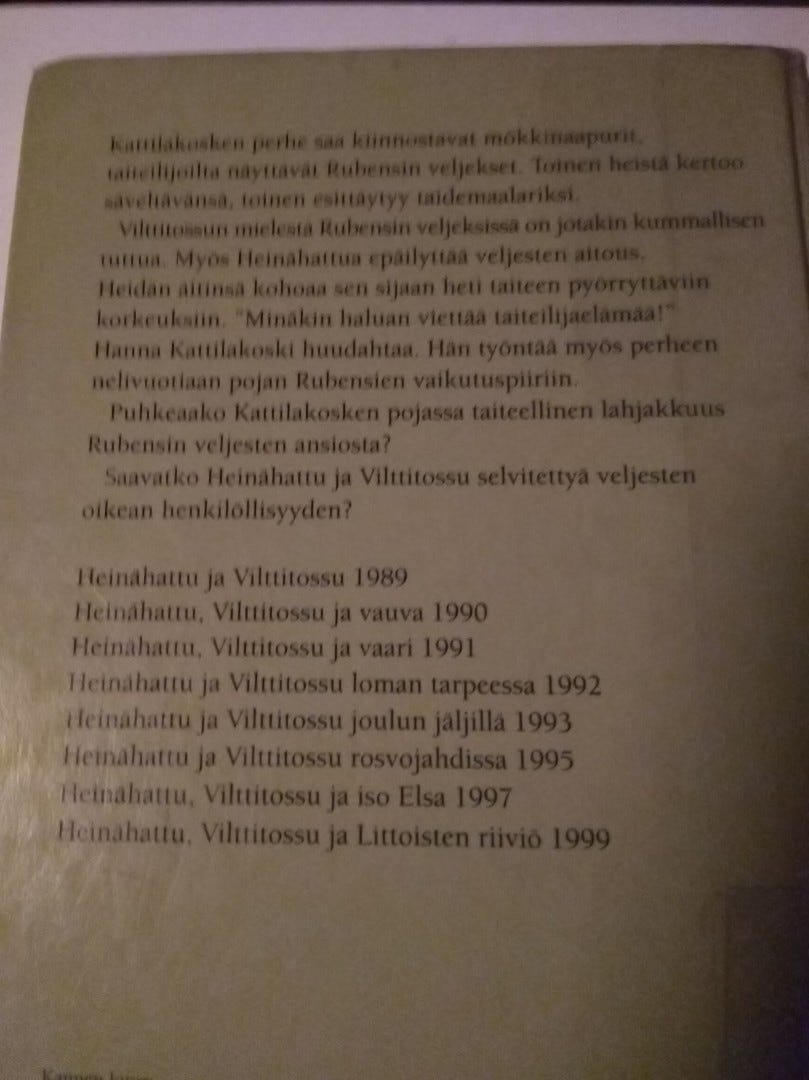 Kattilakosken perhe saa kiinnostavat mökkinaapurit,
taiteilijoilta näyttävät Rubensin veljekset. Toinen heistä kertoo
säveltävänsä, toinen esittäytyy taidemaalariksi.
Vilttitossun mielestä Rubensin veljeksissä on jotakin kummallisen
tuttua. Myös Heinähattua epäilyttää veljesten aitous.
Heidän äitinsä kohoaa sen sijaan heti taiteen pyörryttäviin
korkeuksiin. "Minäkin haluan viettää taiteilijaelämää!"
Hanna Kattilakoski huudahtaa. Hän työntää myös perheen
nelivuotiaan pojan Rubensien vaikutuspiiriin.
Puhkeaako Kattilakosken pojassa taiteellinen lahjakkuus
Rubensin veljesten ansiosta?
Saavatko Heinähattu ja Vilttitossu selvitettyä veljesten
oikean henkilöllisyyden?
Heinähattu ja Vilttitossu 1989
Heinähattu, Vilttitossu ja vauva 1990
Heinähattu, Vilttitossu ja vaari 1991
Heinähattu ja Vilttitossu loman tarpeessa 1992
Heinähattu ja Vilttitossu joulun jäljillä 1993
Heinähattu ja Vilttitossu rosvojahdissa 1995
Heinähattu, Vilttitossu ja iso Elsa 1997
Heinähattu, Vilttitossu ja Littoisten riiviö 1999
Kannen